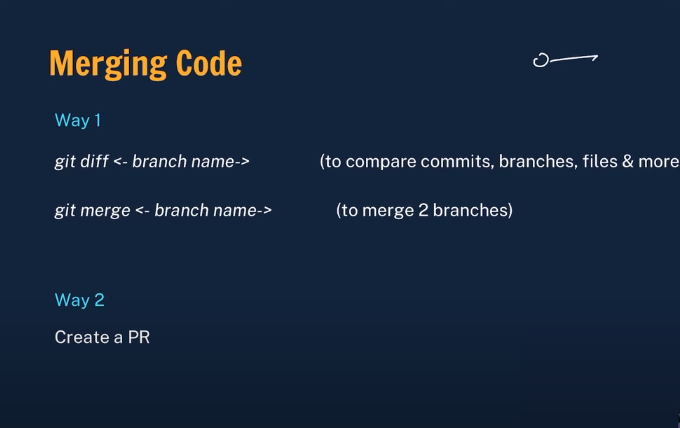 Merging Code
Way 1
git diff <- branch name-> (to compare commits, branches, files & more
git merge <- branch name-> (to merge 2 branches)
Way 2
Create a PR